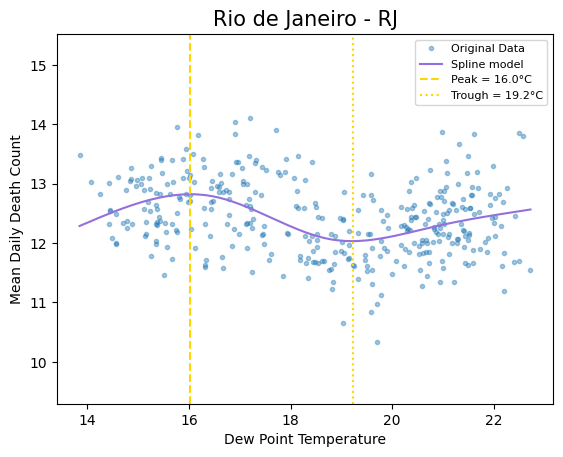 Rio de Janeiro - RJ
Original Data
Spline model
Peak = 16.0°C
Trough = 19.2°C
15
14
13
12
11
10
Mean Daily Death Count
14 16 18 20 22
Dew Point Temperature